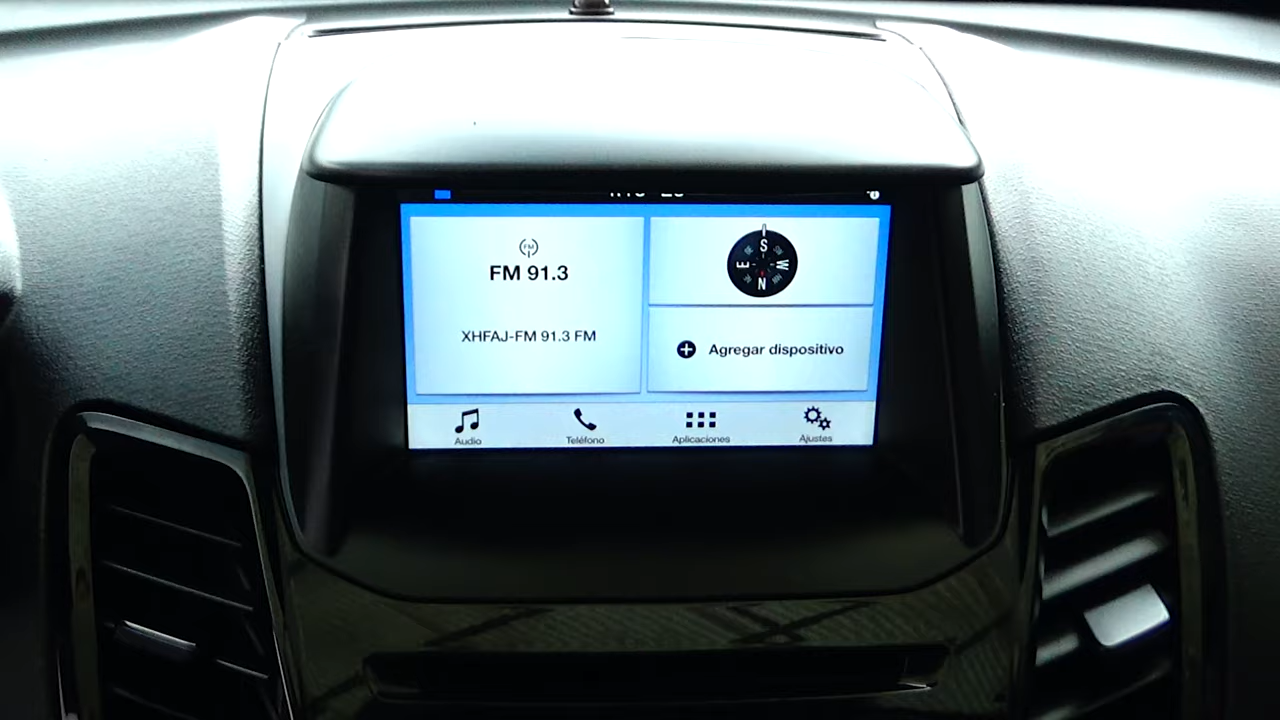 FM 91.3
XHFAJ-FM 91.3 FM
S
E
W
N
Agregar dispositivo
Audio
Teléfono
Aplicaciones
Ajustes